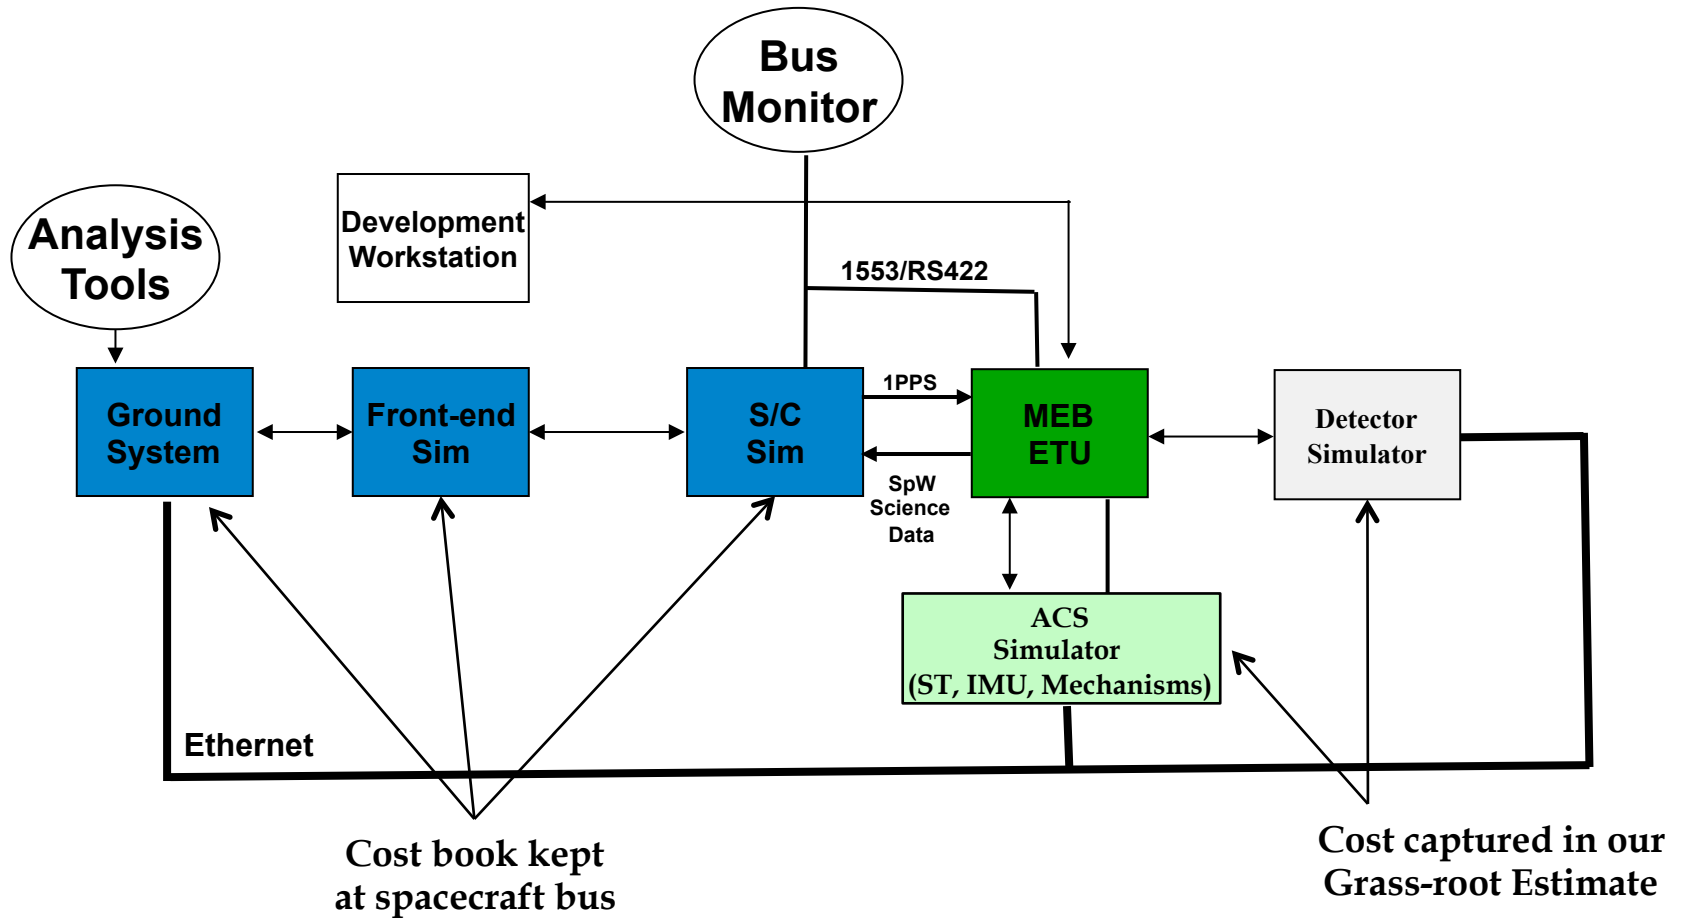 Bus
Monitor
Development
Workstation
Analysis
Tools
1553/RS422
Ground
System
Front-end
Sim
S/C
Sim
1PPS
MEB
ETU
SpW
Science
Data
Detector
Simulator
ACS
Simulator
(ST, IMU, Mechanisms)
Ethernet
Cost book kept
at spacecraft bus
Cost captured in our
Grass-root Estimate